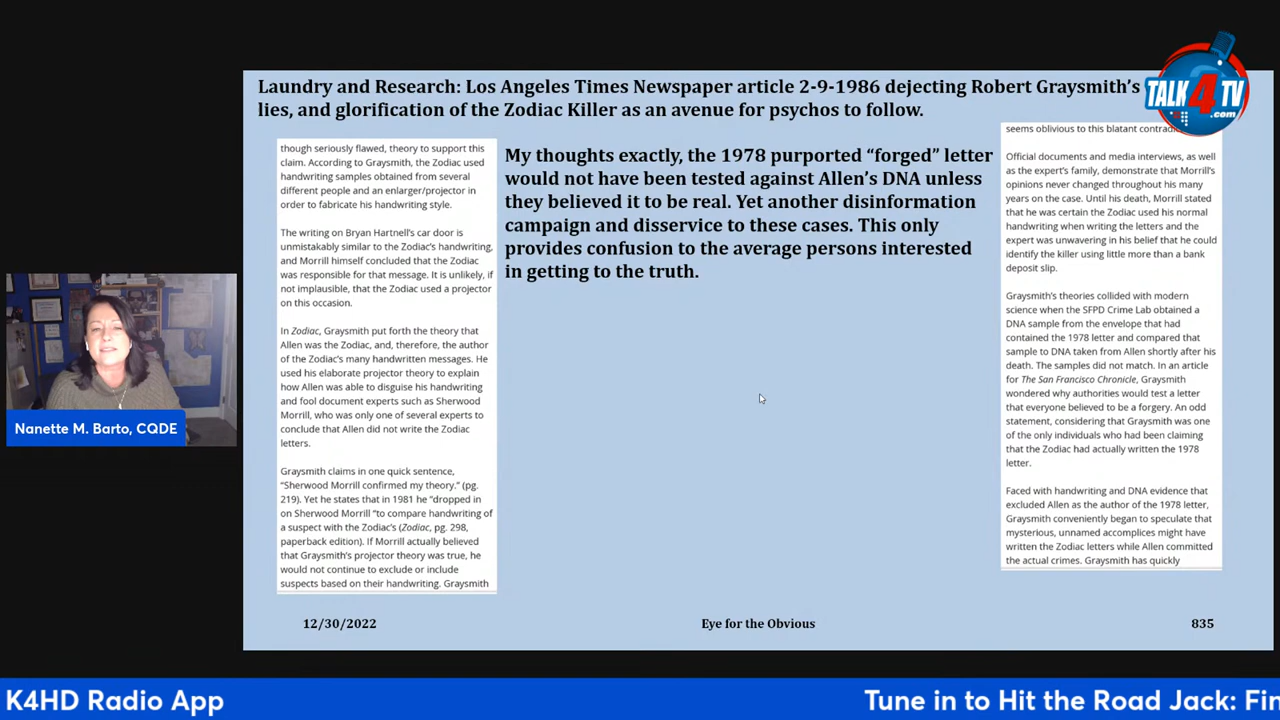 Laundry and Research: Los Angeles Times Newspaper article 2-9-1986 dejecting Robert Graysmith's
lies, and glorification of the Zodiac Killer as an avenue for psychos to follow.
TALK4TV
.com
though seriously flawed, theory to support this
claim. According to Graysmith, the Zodiac used
handwriting samples obtained from several
different people and an enlarger/projector in
order to fabricate his handwriting style.
The writing on Bryan Hartnell's car door is
unmistakably similar to the Zodiac's handwriting,
and Morrill himself concluded that the Zodiac
was responsible for that message. It is unlikely, if
not implausible, that the Zodiac used a projector
on this occasion.
In Zodiac, Graysmith put forth the theory that
Allen was the Zodiac, and, therefore, the author
of the Zodiac's many handwritten messages. He
used his elaborate projector theory to explain
how Allen was able to disguise his handwriting
and fool document experts such as Sherwood
Morrill, who was only one of several experts to
conclude that Allen did not write the Zodiac
letters.
Graysmith claims in one quick sentence,
"Sherwood Morrill confirmed my theory." (pg.
219). Yet he states that in 1981 he "dropped in
on Sherwood Morrill "to compare handwriting of
a suspect with the Zodiac's (Zodiac, pg. 298,
paperback edition). If Morrill actually believed
that Graysmith's projector theory was true, he
would not continue to exclude or include
suspects based on their handwriting. Graysmith
My thoughts exactly, the 1978 purported "forged" letter
would not have been tested against Allen's DNA unless
they believed it to be real. Yet another disinformation
campaign and disservice to these cases. This only
provides confusion to the average persons interested
in getting to the truth.
seems oblivious to this blatant contradic
Official documents and media interviews, as well
as the expert's family, demonstrate that Morrill's
opinions never changed throughout his many
years on the case. Until his death, Morrill stated
that he was certain the Zodiac used his normal
handwriting when writing the letters and the
expert was unwavering in his belief that he could
identify the killer using little more than a bank
deposit slip.
Graysmith's theories collided with modern
science when the SFPD Crime Lab obtained a
DNA sample from the envelope that had
contained the 1978 letter and compared that
sample to DNA taken from Allen shortly after his
death. The samples did not match. In an article
for The San Francisco Chronicle, Graysmith
wondered why authorities would test a letter
that everyone believed to be a forgery. An odd
statement, considering that Graysmith was one
of the only individuals who had been claiming
that the Zodiac had actually written the 1978
letter.
Faced with handwriting and DNA evidence that
excluded Allen as the author of the 1978 letter,
Graysmith conveniently began to speculate that
mysterious, unnamed accomplices might have
written the Zodiac letters while Allen committed
the actual crimes. Graysmith has quickly
Nanette M. Barto, CQDE
12/30/2022
Eye for the Obvious
835
K4HD Radio App
Tune in to Hit the Road Jack: Fin